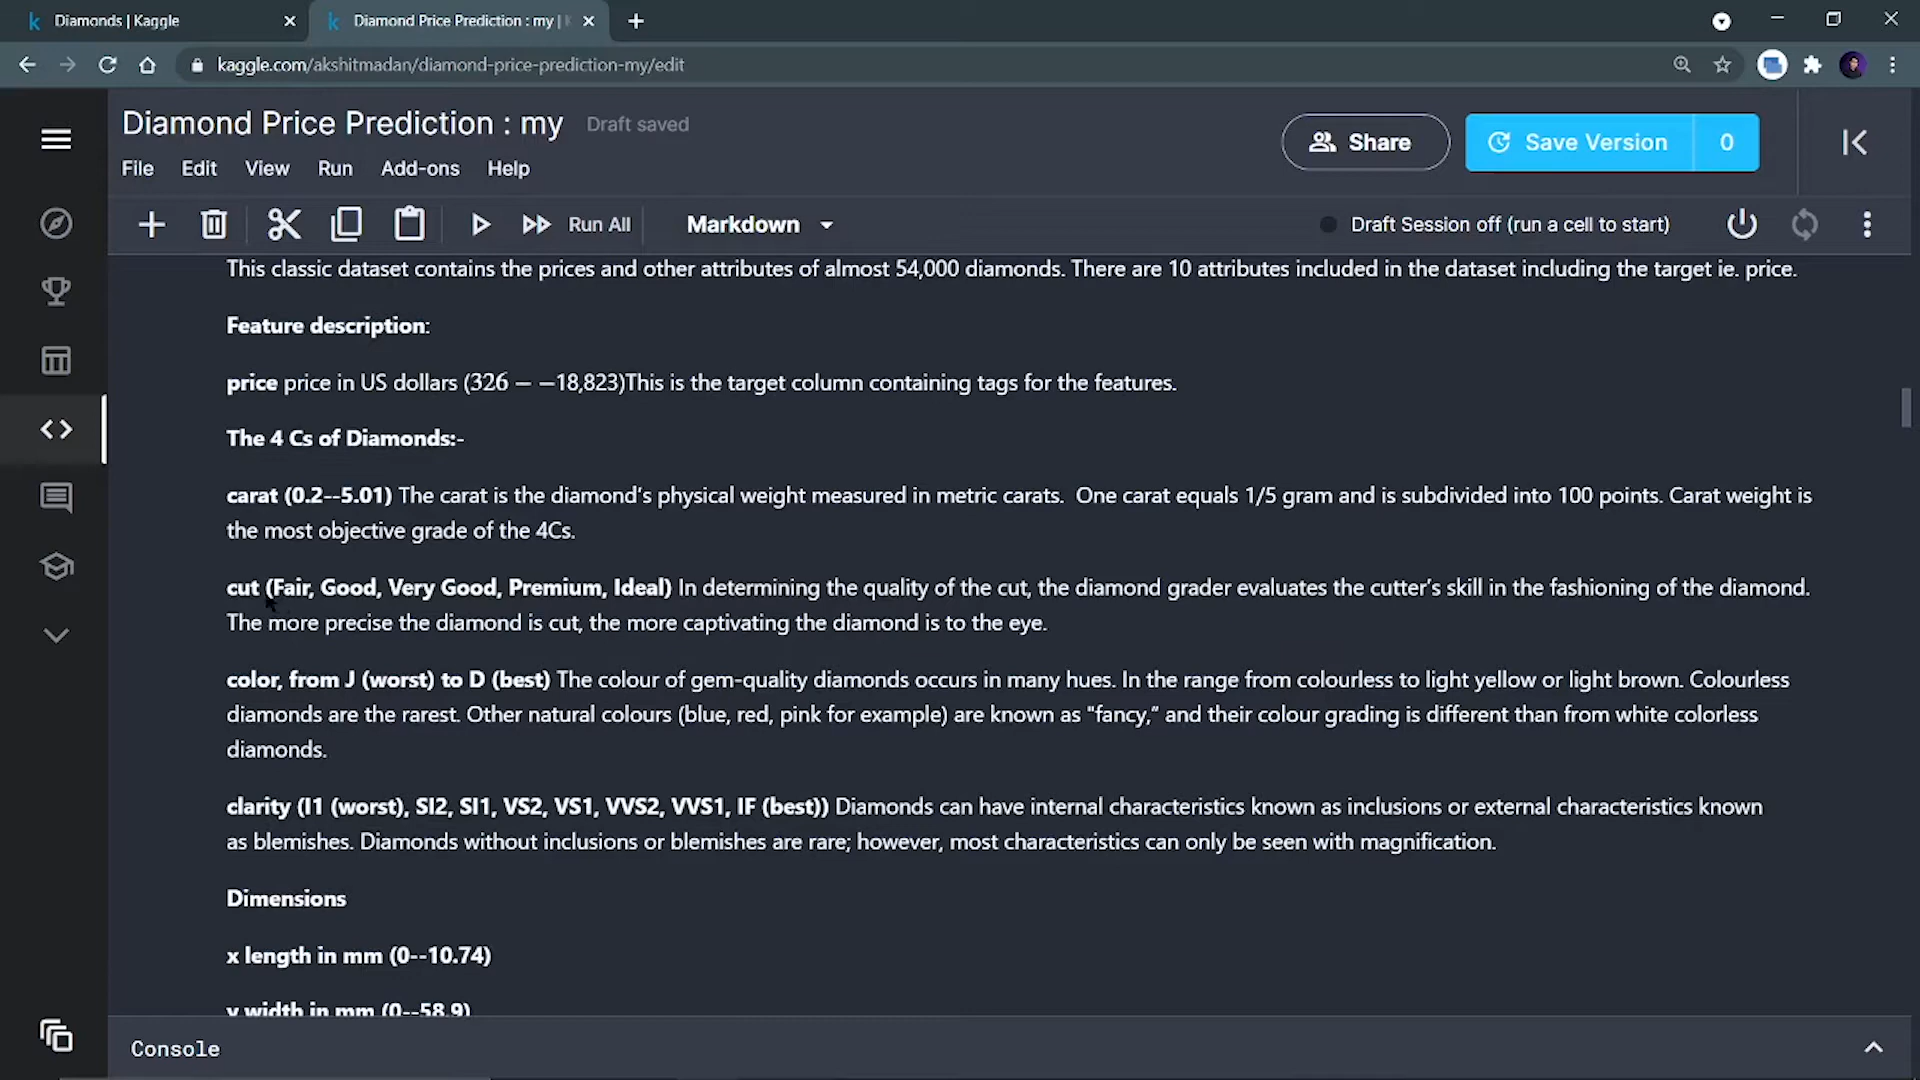 Diamonds | Kaggle
Diamond Price Prediction : my |
kaggle.com/akshitmadan/diamond-price-prediction-my/edit
Diamond Price Prediction : my Draft saved
Share
Save Version 0
File Edit View Run Add-ons Help
Run All
Markdown
Draft Session off (run a cell to start)
This classic dataset contains the prices and other attributes of almost 54,000 diamonds. There are 10 attributes included in the dataset including the target ie. price.
Feature description:
price price in US dollars (326 − −18,823)This is the target column containing tags for the features.
The 4 Cs of Diamonds:-
carat (0.2--5.01) The carat is the diamond’s physical weight measured in metric carats. One carat equals 1/5 gram and is subdivided into 100 points. Carat weight is
the most objective grade of the 4Cs.
cut (Fair, Good, Very Good, Premium, Ideal) In determining the quality of the cut, the diamond grader evaluates the cutter’s skill in the fashioning of the diamond.
The more precise the diamond is cut, the more captivating the diamond is to the eye.
color, from J (worst) to D (best) The colour of gem-quality diamonds occurs in many hues. In the range from colourless to light yellow or light brown. Colourless
diamonds are the rarest. Other natural colours (blue, red, pink for example) are known as "fancy,” and their colour grading is different than from white colorless
diamonds.
clarity (I1 (worst), SI2, SI1, VS2, VS1, VVS2, VVS1, IF (best)) Diamonds can have internal characteristics known as inclusions or external characteristics known
as blemishes. Diamonds without inclusions or blemishes are rare; however, most characteristics can only be seen with magnification.
Dimensions
x length in mm (0--10.74)
y width in mm (0--58.9)
Console